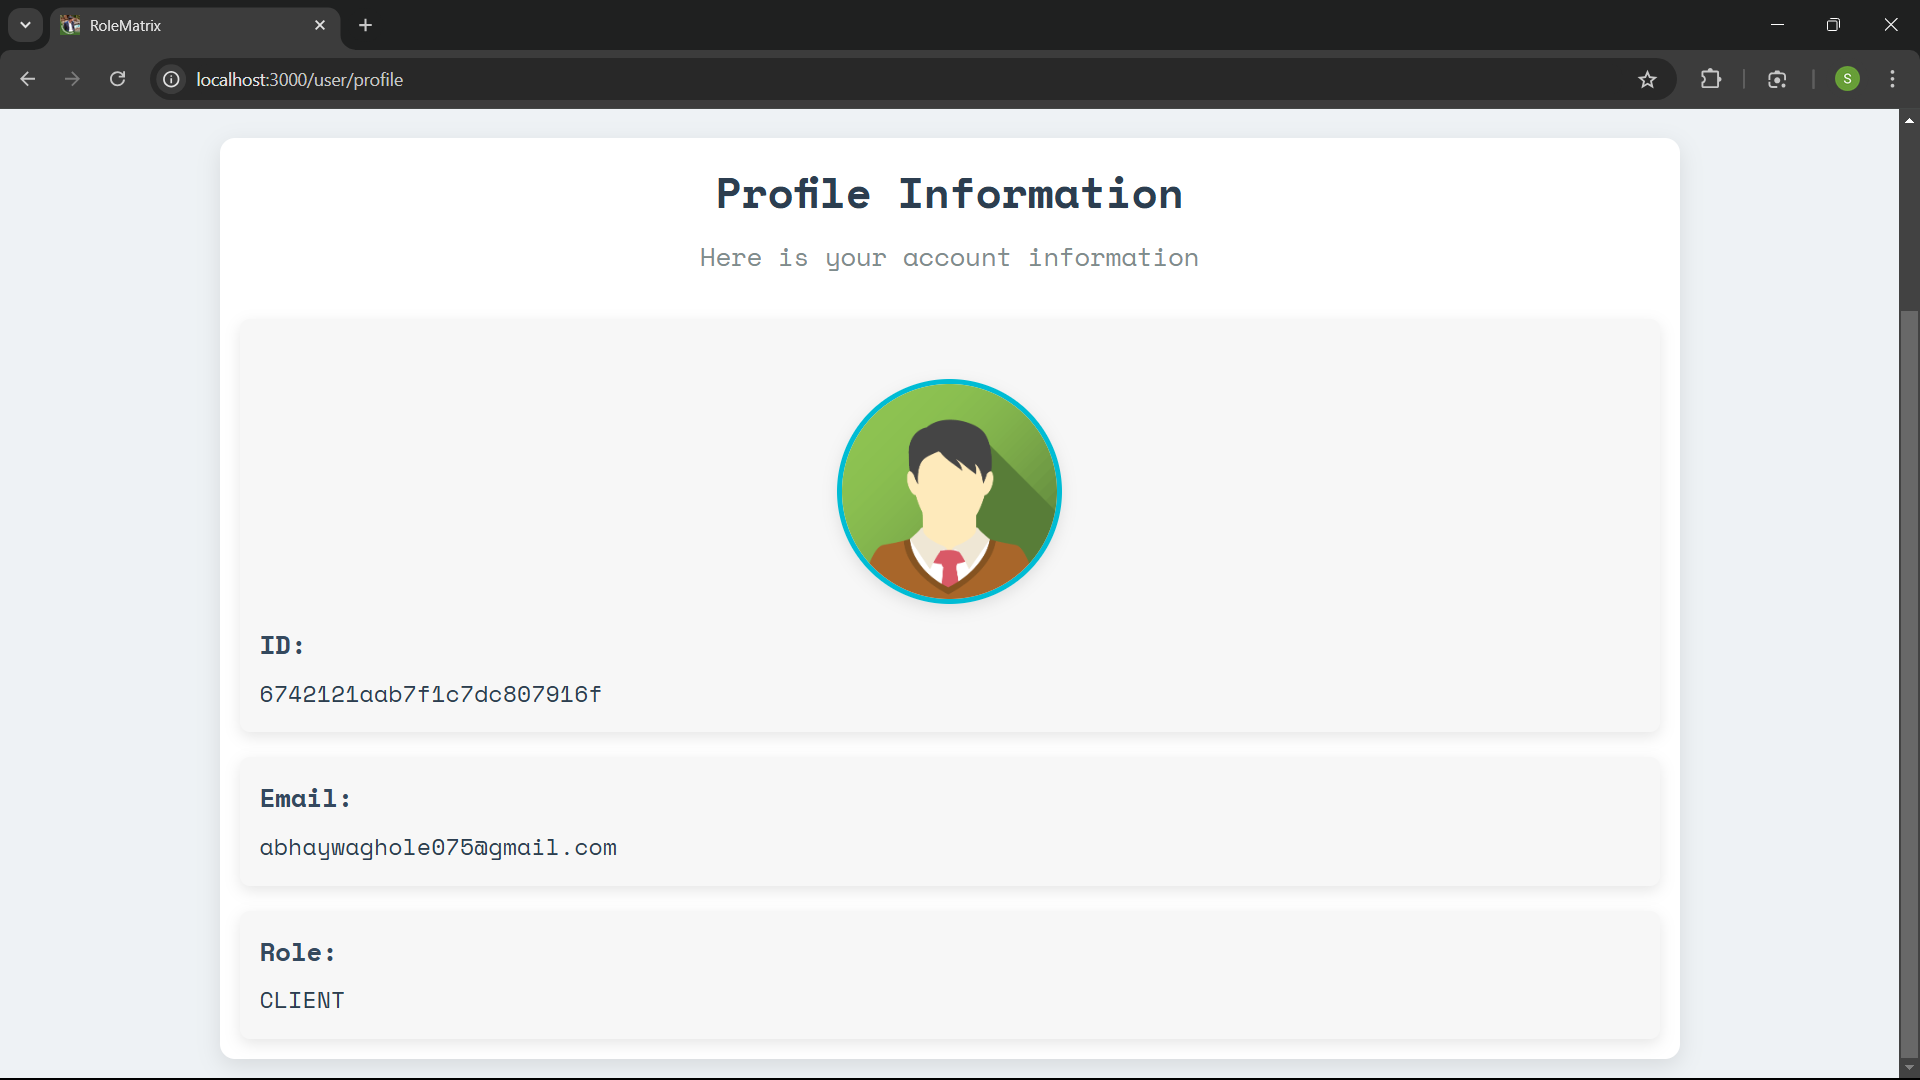 RoleMatrix
localhost:3000/user/profile
S
Profile Information
Here is your account information
ID:
6742121aab7f1c7dc807916f
Email:
abhaywaghole075@gmail.com
Role:
CLIENT